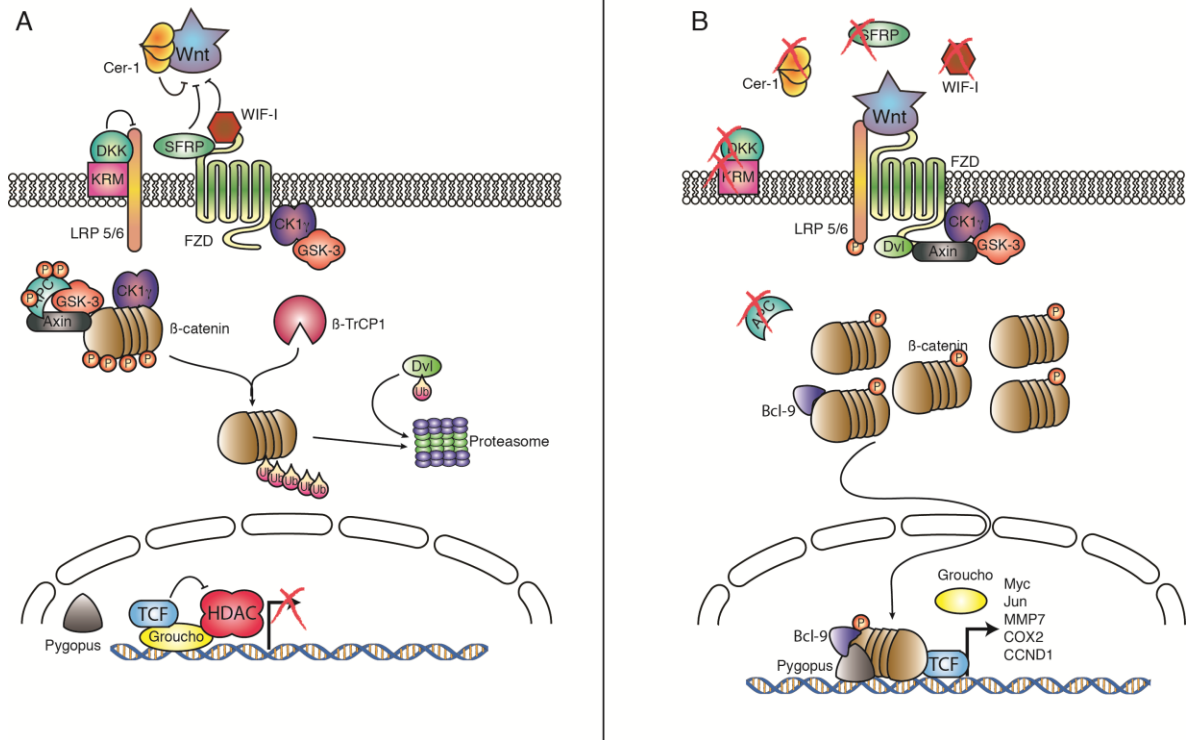 A
Wnt
Cer-1
WIF-I
DKK
SFRP
KRM
LRP 5/6
FZD
CK1γ
GSK-3
P
P
P
APC
GSK-3
CK1γ
Axin
ß-catenin
P
P
P
P
ß-TrCP1
Dvl
Ub
Proteasome
Ub
Ub
Ub
Ub
Ub
TCF
HDAC
Groucho
Pygopus
B
SFRP
Cer-1
WIF-I
Wnt
DKK
KRM
FZD
LRP 5/6
CK1γ
P
Dvl
Axin
GSK-3
APC
P
P
ß-catenin
P
P
P
Bcl-9
Groucho
Myc
Jun
MMP7
COX2
CCND1
P
Bcl-9
Pygopus
TCF